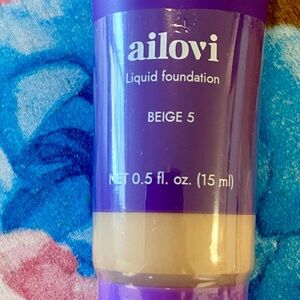 ailovi
Liquid foundation
BEIGE 5
NET 0.5 fl. oz. (15 ml)